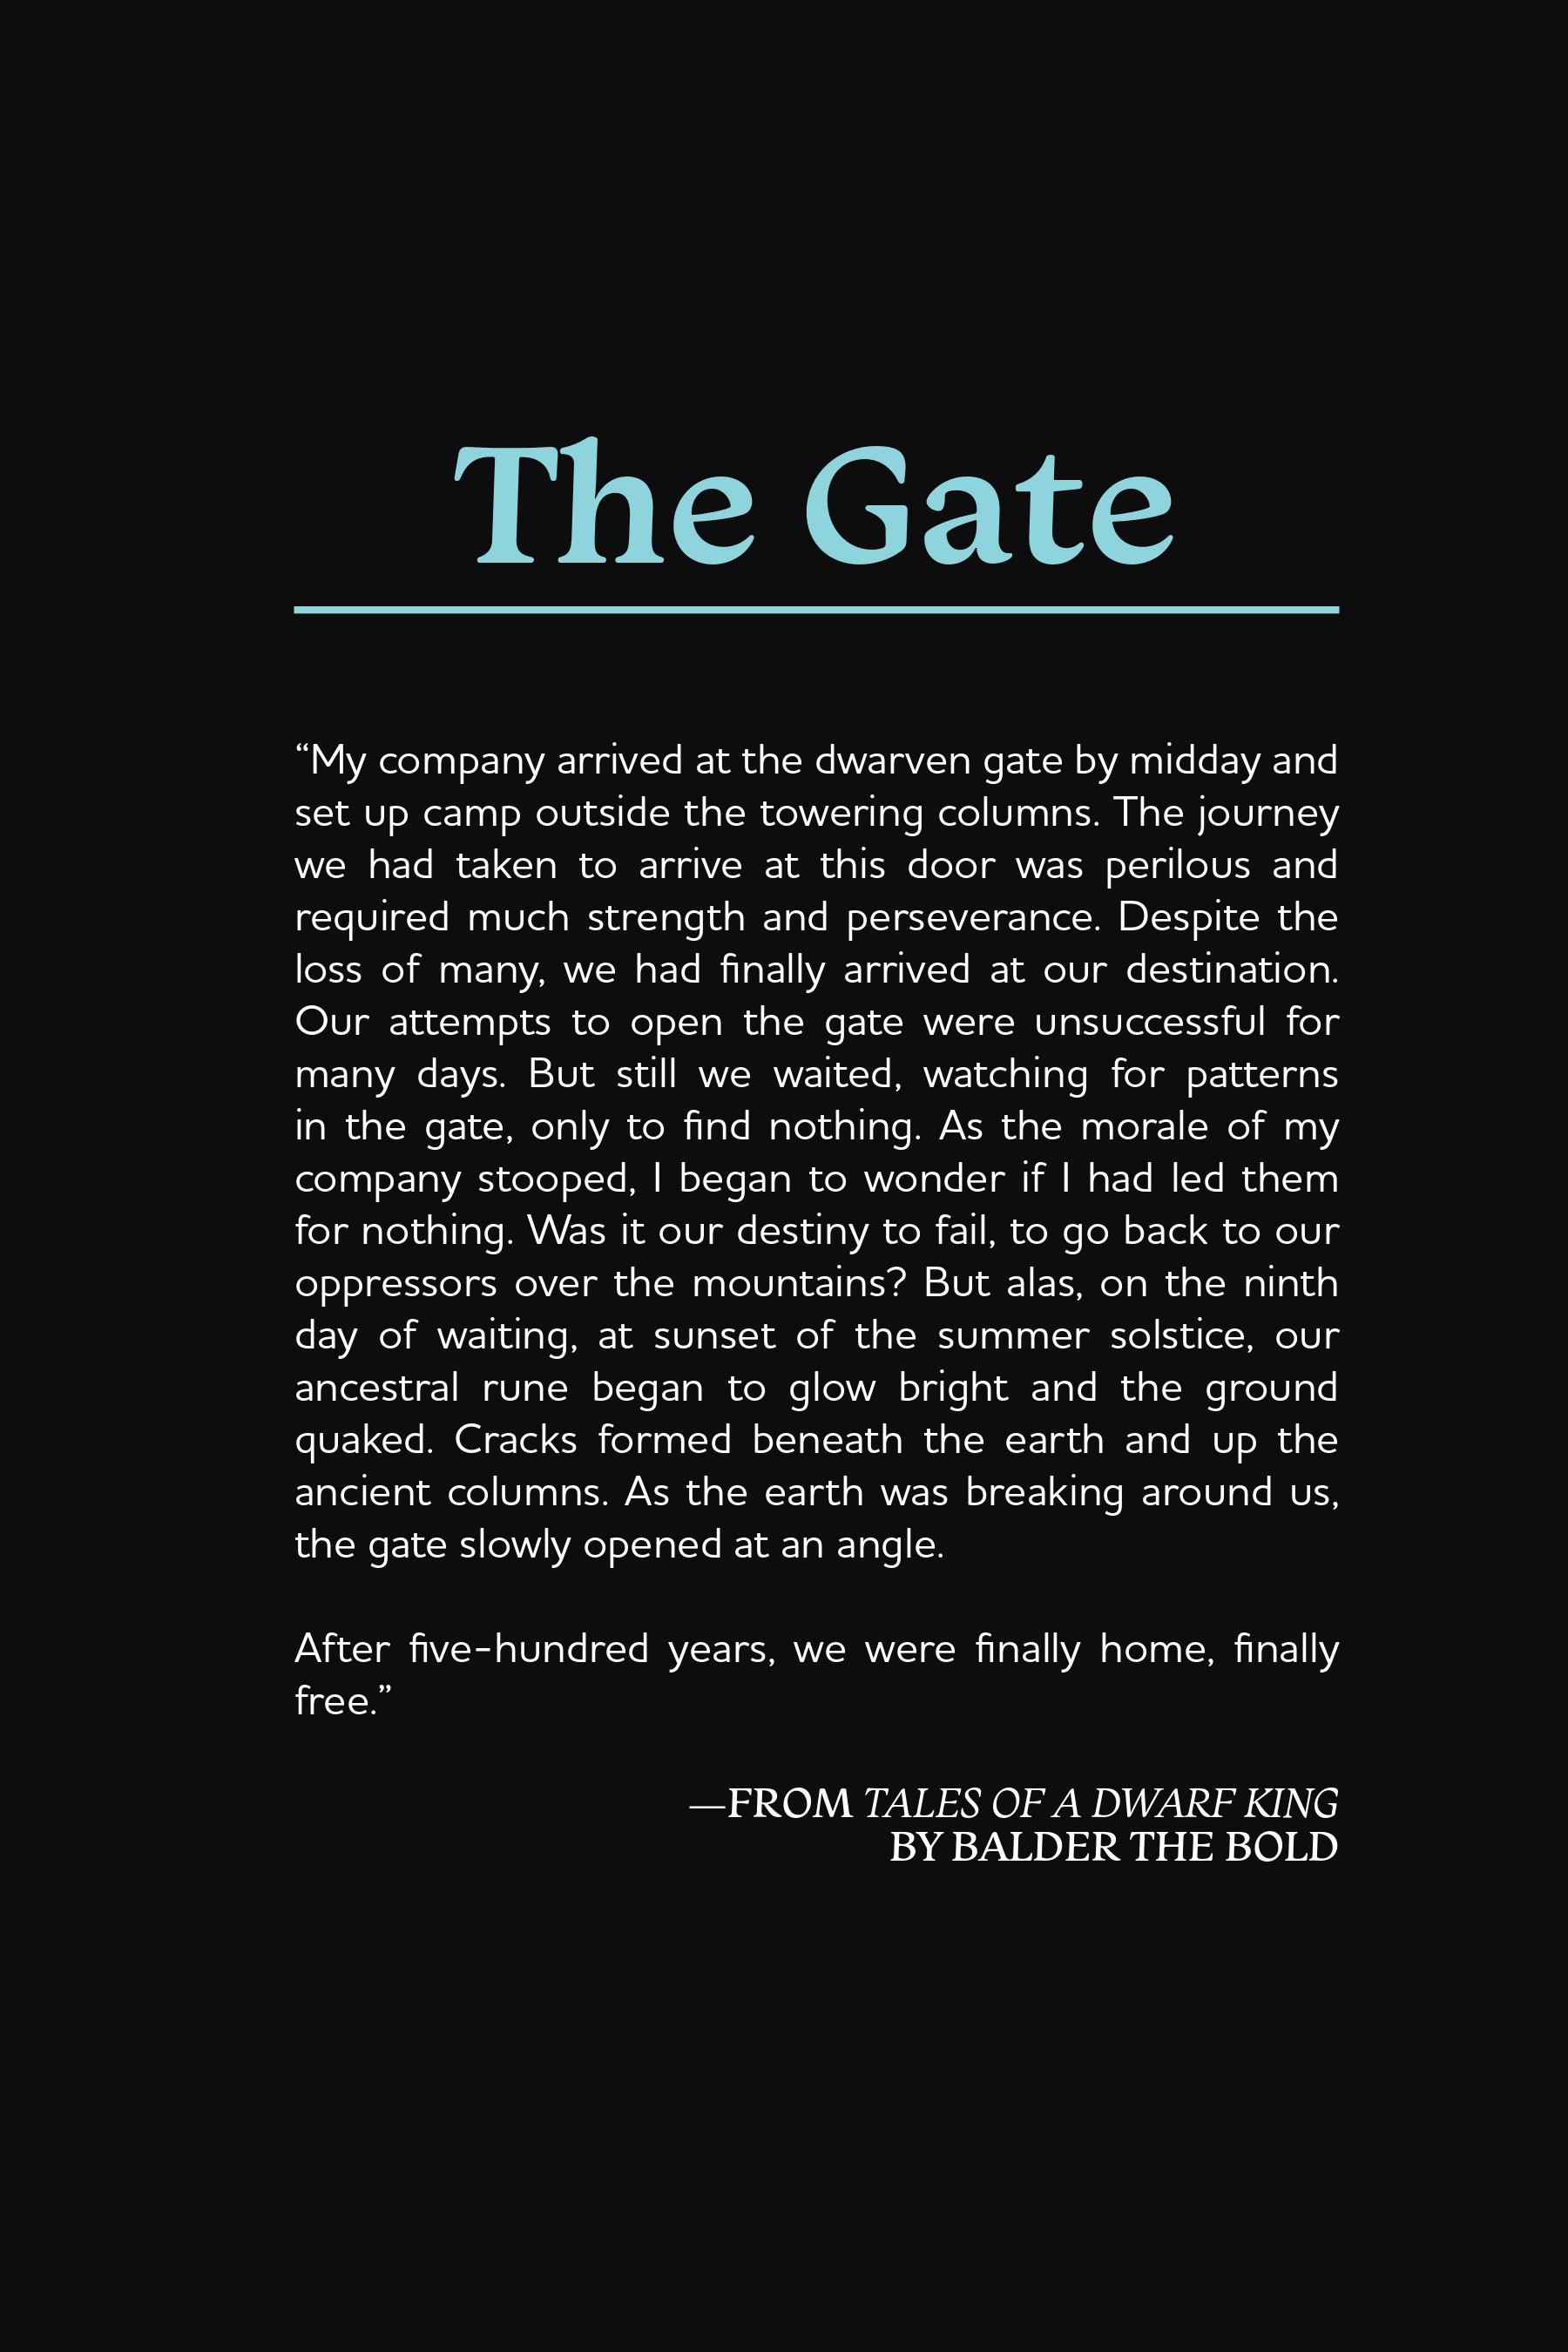 The Gate
“My company arrived at the dwarven gate by midday and
set up camp outside the towering columns. The journey
we had taken to arrive at this door was perilous and
required much strength and perseverance. Despite the
loss of many, we had finally arrived at our destination.
Our attempts to open the gate were unsuccessful for
many days. But still we waited, watching for patterns
in the gate, only to find nothing. As the morale of my
company stooped, I began to wonder if I had led them
for nothing. Was it our destiny to fail, to go back to our
oppressors over the mountains? But alas, on the ninth
day of waiting, at sunset of the summer solstice, our
ancestral rune began to glow bright and the ground
quaked. Cracks formed beneath the earth and up the
ancient columns. As the earth was breaking around us,
the gate slowly opened at an angle.
After five-hundred years, we were finally home, finally
free.”
—FROM TALES OF A DWARF KING
BY BALDER THE BOLD